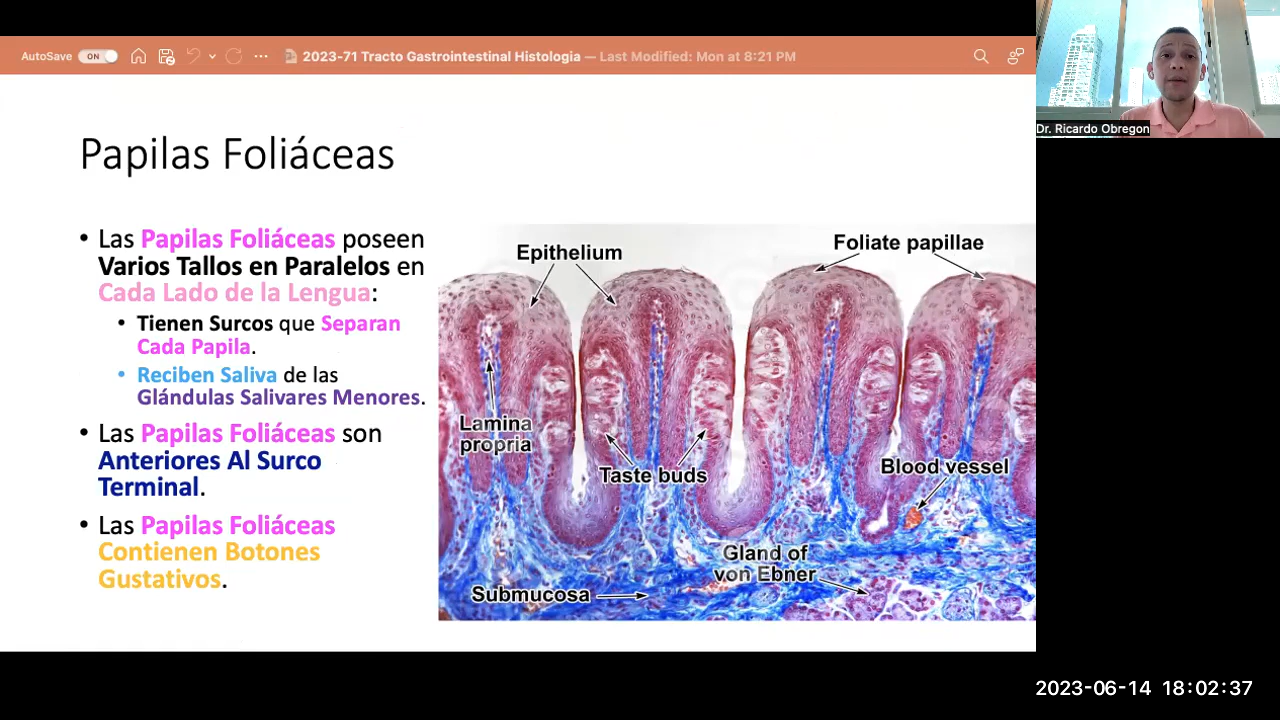 AutoSave ON ... 2023-71 Tracto Gastrointestinal Histologia — Last Modified: Mon at 8:21 PM
Dr. Ricardo Obregon
Papilas Foliáceas
• Las Papilas Foliáceas poseen
Varios Tallos en Paralelos en
Cada Lado de la Lengua:
• Tienen Surcos que Separan
Cada Papila.
• Reciben Saliva de las
Glándulas Salivares Menores.
• Las Papilas Foliáceas son
Anteriores Al Surco
Terminal.
• Las Papilas Foliáceas
Contienen Botones
Gustativos.
Epithelium
Foliate papillae
Lamina
propria
Taste buds
Blood vessel
Gland of
von Ebner
Submucosa
2023-06-14 18:02:37